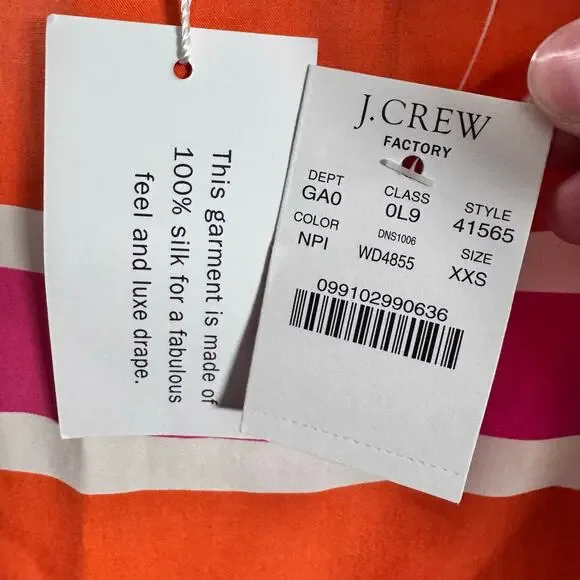 This garment is made of
100% silk for a fabulous
feel and luxe drape.
J.CREW
FACTORY
DEPT CLASS STYLE
GA0 0L9 41565
COLOR DNS1006 SIZE
NPI WD4855 XXS
099102990636